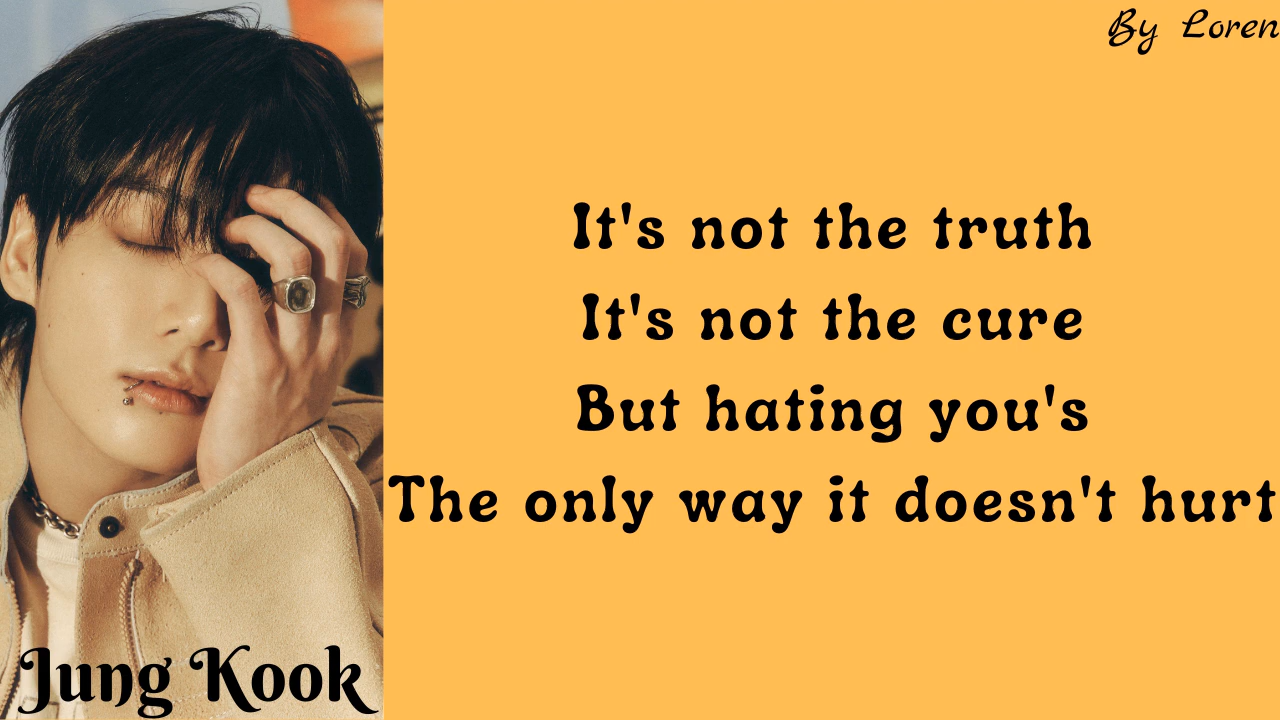 By Loren
It's not the truth
It's not the cure
But hating you's
The only way it doesn't hurt
Jung Kook